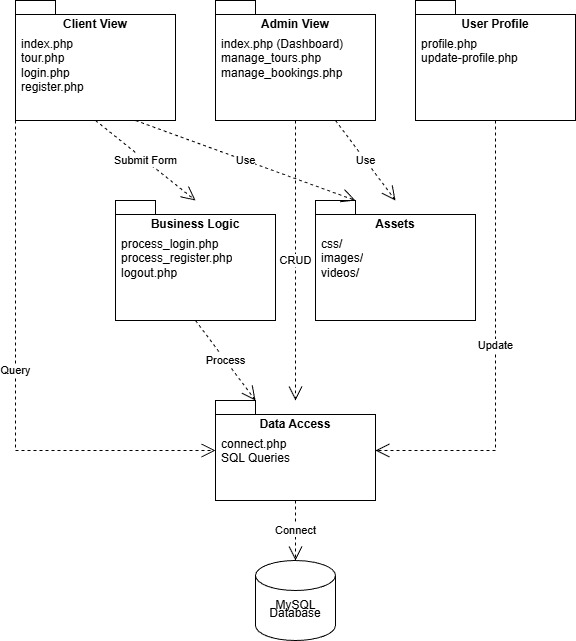 Client View
index.php
tour.php
login.php
register.php
Admin View
index.php (Dashboard)
manage_tours.php
manage_bookings.php
User Profile
profile.php
update-profile.php
Submit Form
Use
Use
Business Logic
process_login.php
process_register.php
logout.php
Assets
css/
images/
videos/
CRUD
Update
Process
Query
Data Access
connect.php
SQL Queries
Connect
MySQL
Database